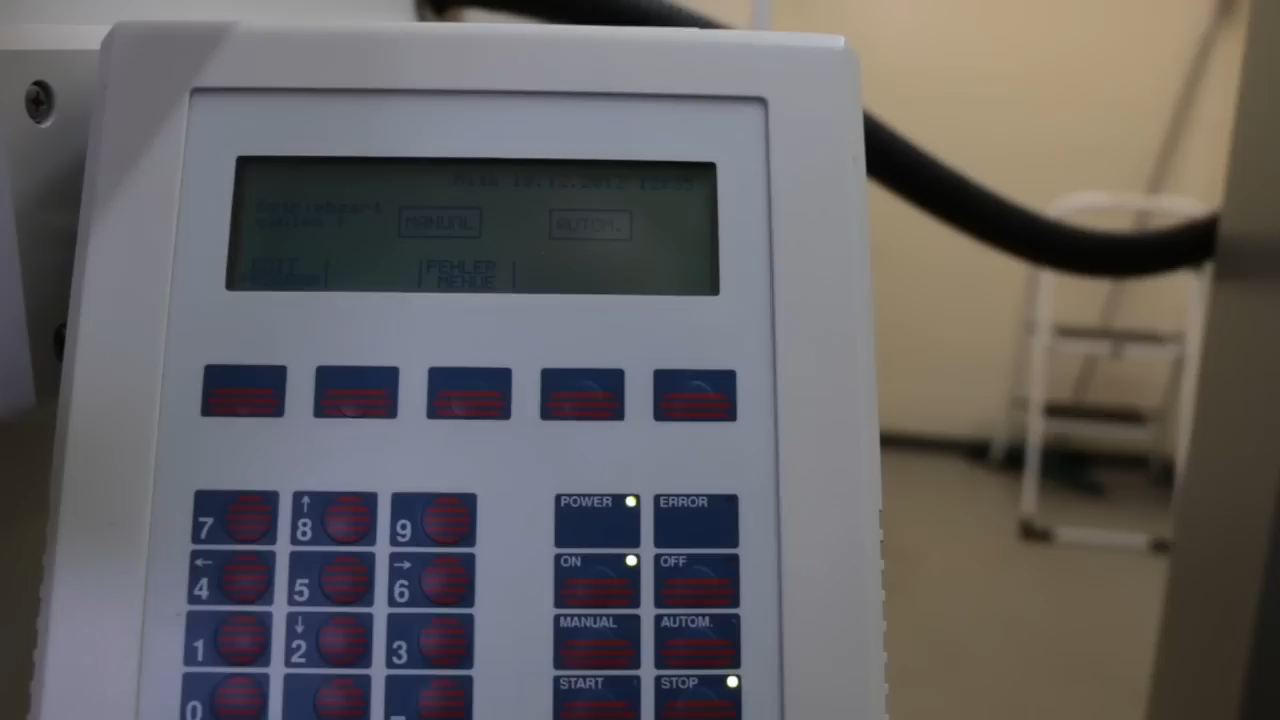 MANUAL
AUTOM.
FEHLER
MENUE
7 8 9
POWER ERROR
4 5 6
ON OFF
1 2 3
MANUAL AUTOM.
0 -
START STOP